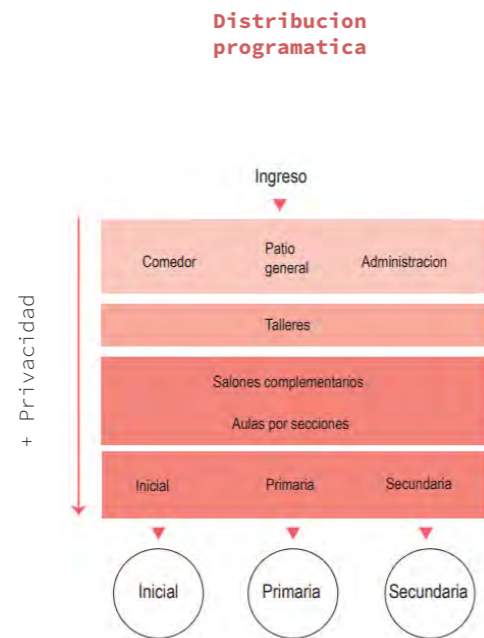 Distribucion
programatica
Ingreso
Comedor
Patio
general
Administracion
Talleres
Salones complementarios
Aulas por secciones
Inicial Primaria Secundaria
Inicial Primaria Secundaria
+ Privacidad